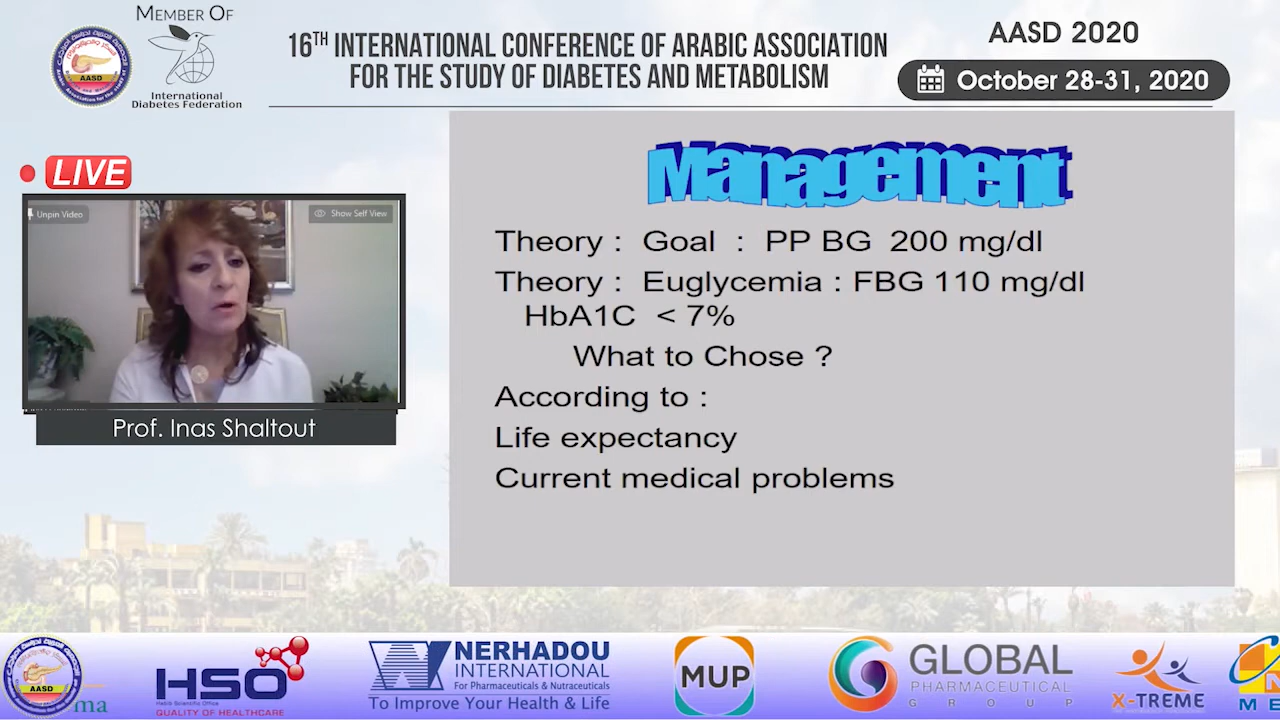 MEMBER OF
International
Diabetes Federation
AASD
16TH INTERNATIONAL CONFERENCE OF ARABIC ASSOCIATION
FOR THE STUDY OF DIABETES AND METABOLISM
AASD 2020
October 28-31, 2020
LIVE
Unpin Video
Show Self View
Prof. Inas Shaltout
Management
Theory : Goal : PP BG 200 mg/dl
Theory : Euglycemia : FBG 110 mg/dl
HbA1C < 7%
What to Chose ?
According to :
Life expectancy
Current medical problems
AASD
HSO
Habib Scientific Office
QUALITY OF HEALTHCARE
NERHADOU
INTERNATIONAL
For Pharmaceuticals & Nutraceuticals
To Improve Your Health & Life
MUP
GLOBAL
PHARMACEUTICAL
GROUP
X-TREME